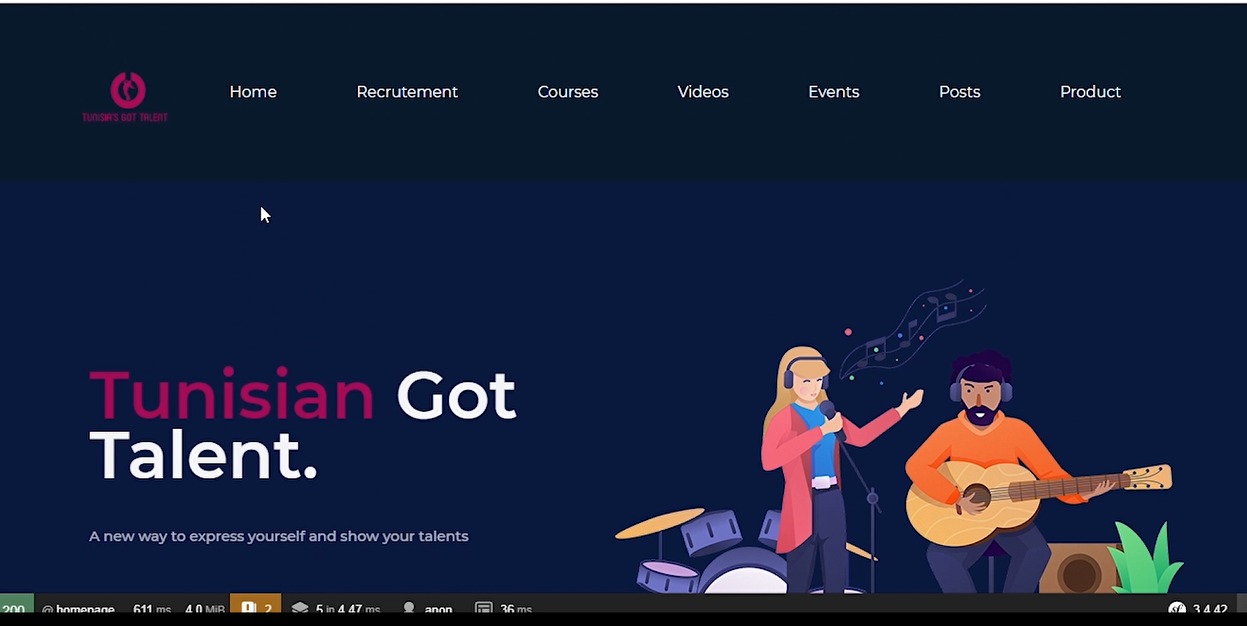 TUNISIA'S GOT TALENT
Home Recrutement Courses Videos Events Posts Product
Tunisian Got
Talent.
A new way to express yourself and show your talents
200 @ homepage 611 ms 4.0 MiB 2 5 in 4.47 ms anon. 36 ms sf 3.4.42